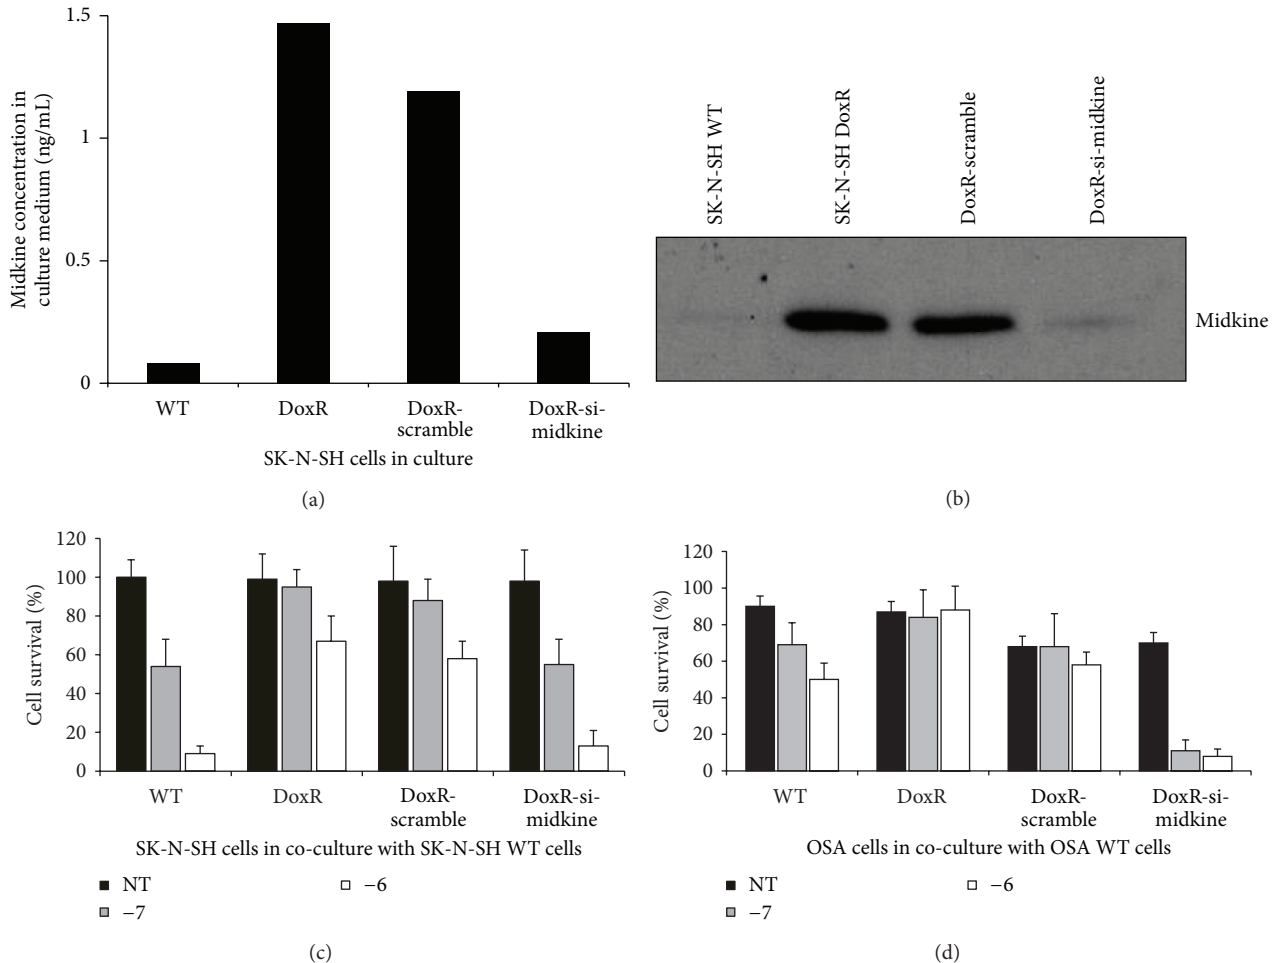 Midkine concentration in
culture medium (ng/mL)
1.5
1
0.5
0
WT
DoxR
DoxR-
scramble
DoxR-si-
midkine
SK-N-SH cells in culture
(a)
SK-N-SH WT
SK-N-SH DoxR
DoxR-scramble
DoxR-si-midkine
Midkine
(b)
Cell survival (%)
120
100
80
60
40
20
0
WT
DoxR
DoxR-
scramble
DoxR-si-
midkine
SK-N-SH cells in co-culture with SK-N-SH WT cells
NT
−6
−7
(c)
Cell survival (%)
120
100
80
60
40
20
0
WT
DoxR
DoxR-
scramble
DoxR-si-
midkine
OSA cells in co-culture with OSA WT cells
NT
−6
−7
(d)